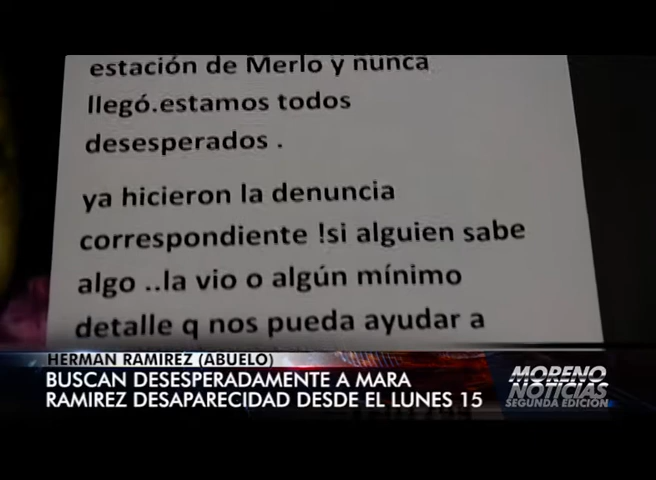 estación de Merlo y nunca
llegó.estamos todos
desesperados .
ya hicieron la denuncia
correspondiente !si alguien sabe
algo ..la vio o algún mínimo
detalle q nos pueda ayudar a
HERMAN RAMIREZ (ABUELO)
BUSCAN DESESPERADAMENTE A MARA
RAMIREZ DESAPARECIDAD DESDE EL LUNES 15
MORENO
NOTICIAS
SEGUNDA EDICION